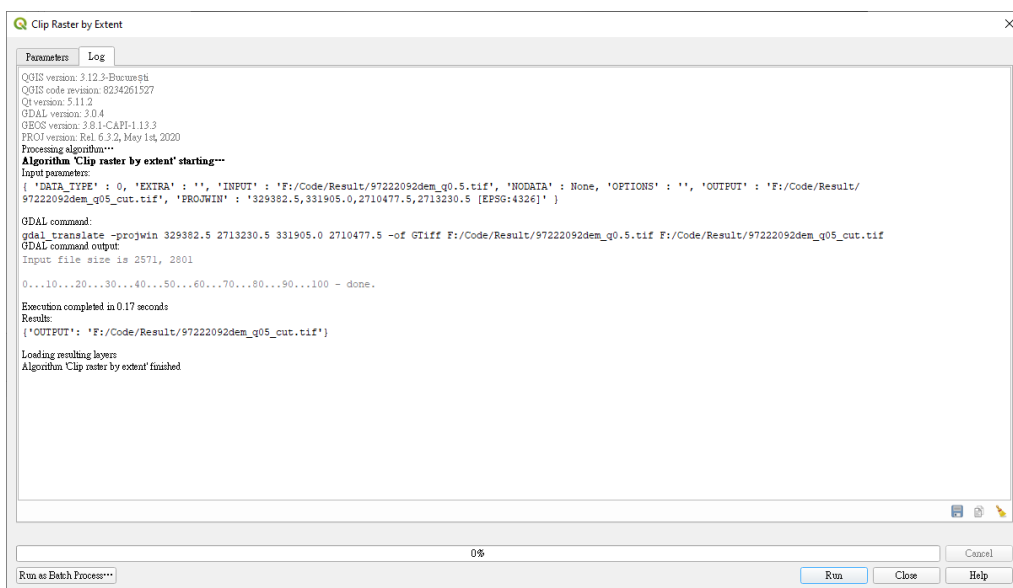 Clip Raster by Extent
Parameters
Log
QGIS version: 3.12.3-București
QGIS code revision: 8234261527
Qt version: 5.11.2
GDAL version: 3.0.4
GEOS version: 3.8.1-CAPI-1.13.3
PROJ version: Rel. 6.3.2, May 1st, 2020
Processing algorithm…
Algorithm 'Clip raster by extent' starting…
Input parameters:
{ 'DATA_TYPE' : 0, 'EXTRA' : '', 'INPUT' : 'F:/Code/Result/97222092dem_q0.5.tif', 'NODATA' : None, 'OPTIONS' : '', 'OUTPUT' : 'F:/Code/Result/
97222092dem_q05_cut.tif', 'PROJWIN' : '329382.5,331905.0,2710477.5,2713230.5 [EPSG:4326]' }
GDAL command:
gdal_translate -projwin 329382.5 2713230.5 331905.0 2710477.5 -of GTiff F:/Code/Result/97222092dem_q0.5.tif F:/Code/Result/97222092dem_q05_cut.tif
GDAL command output:
Input file size is 2571, 2801
0...10...20...30...40...50...60...70...80...90...100 - done.
Execution completed in 0.17 seconds
Results:
{'OUTPUT': 'F:/Code/Result/97222092dem_q05_cut.tif'}
Loading resulting layers
Algorithm 'Clip raster by extent' finished
0%
Cancel
Run as Batch Process…
Run
Close
Help